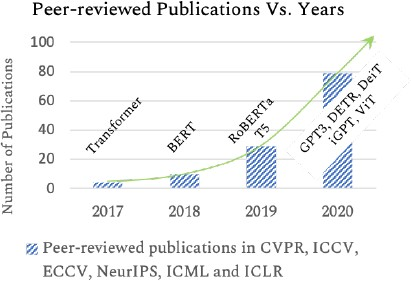 Peer-reviewed Publications Vs. Years
Number of Publications
100
80
60
40
20
0
Transformer
BERT
RoBERTa
T5
GPT3, DETR, DeiT
iGPT, ViT
2017
2018
2019
2020
Peer-reviewed publications in CVPR, ICCV,
ECCV, NeurIPS, ICML and ICLR